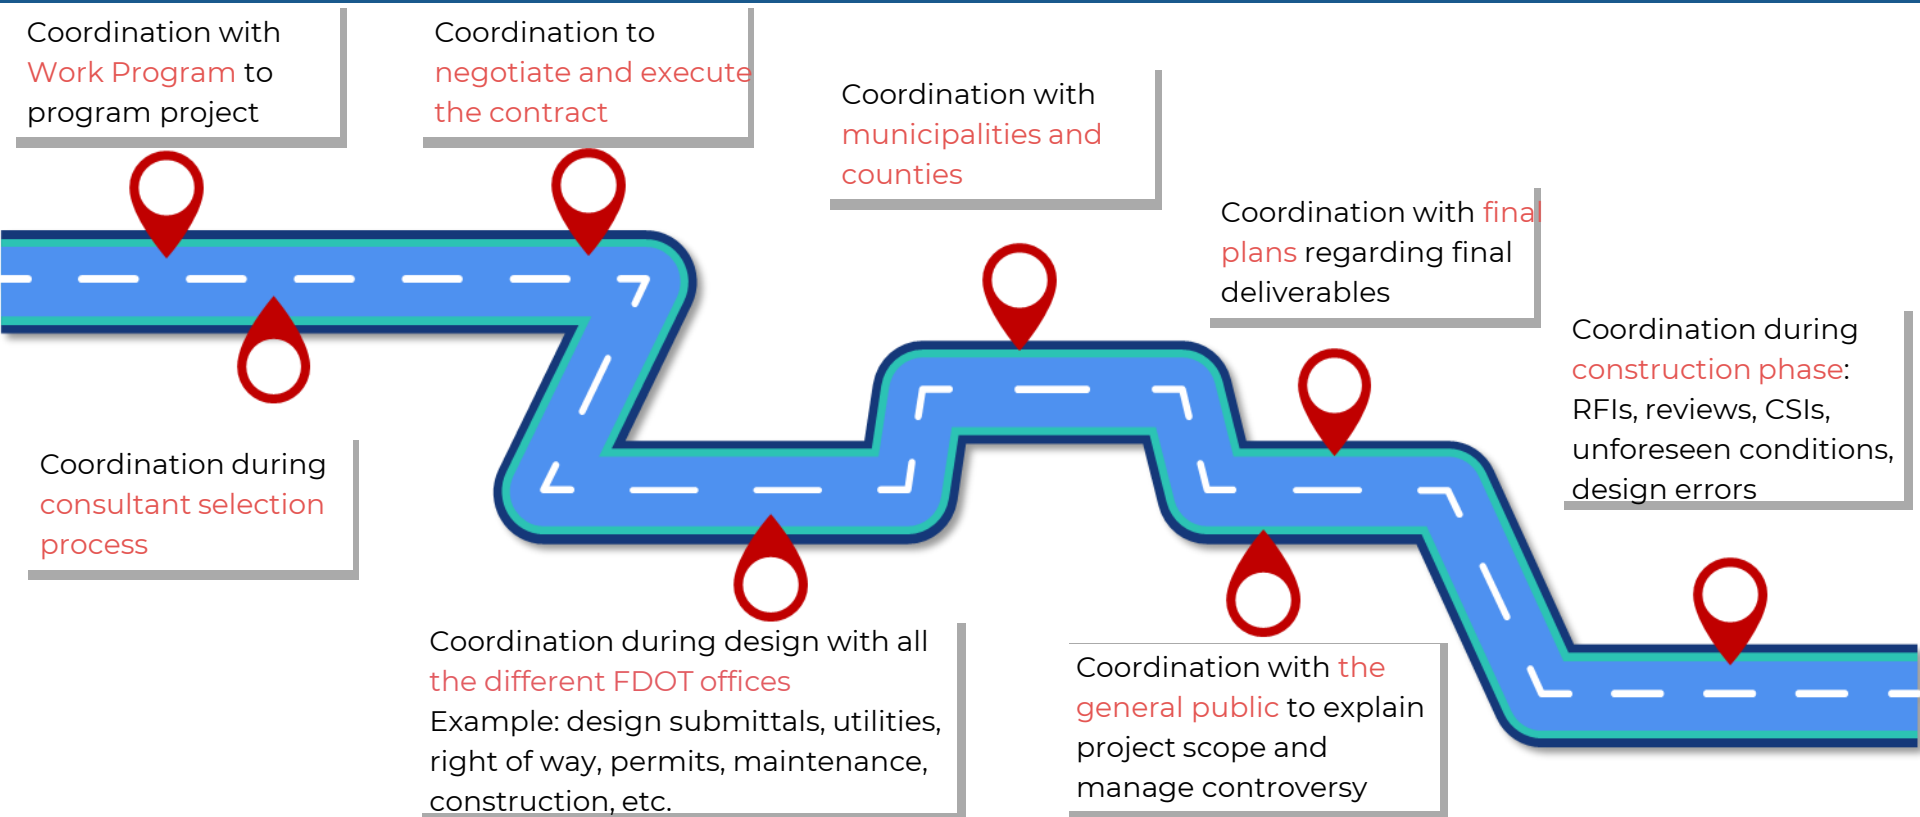 Coordination with
Work Program to
program project
Coordination during
consultant selection
process
Coordination to
negotiate and execute
the contract
Coordination during design with all
the different FDOT offices
Example: design submittals, utilities,
right of way, permits, maintenance,
construction, etc.
Coordination with
municipalities and
counties
Coordination with the
general public to explain
project scope and
manage controversy
Coordination with final
plans regarding final
deliverables
Coordination during
construction phase:
RFIs, reviews, CSIs,
unforeseen conditions,
design errors